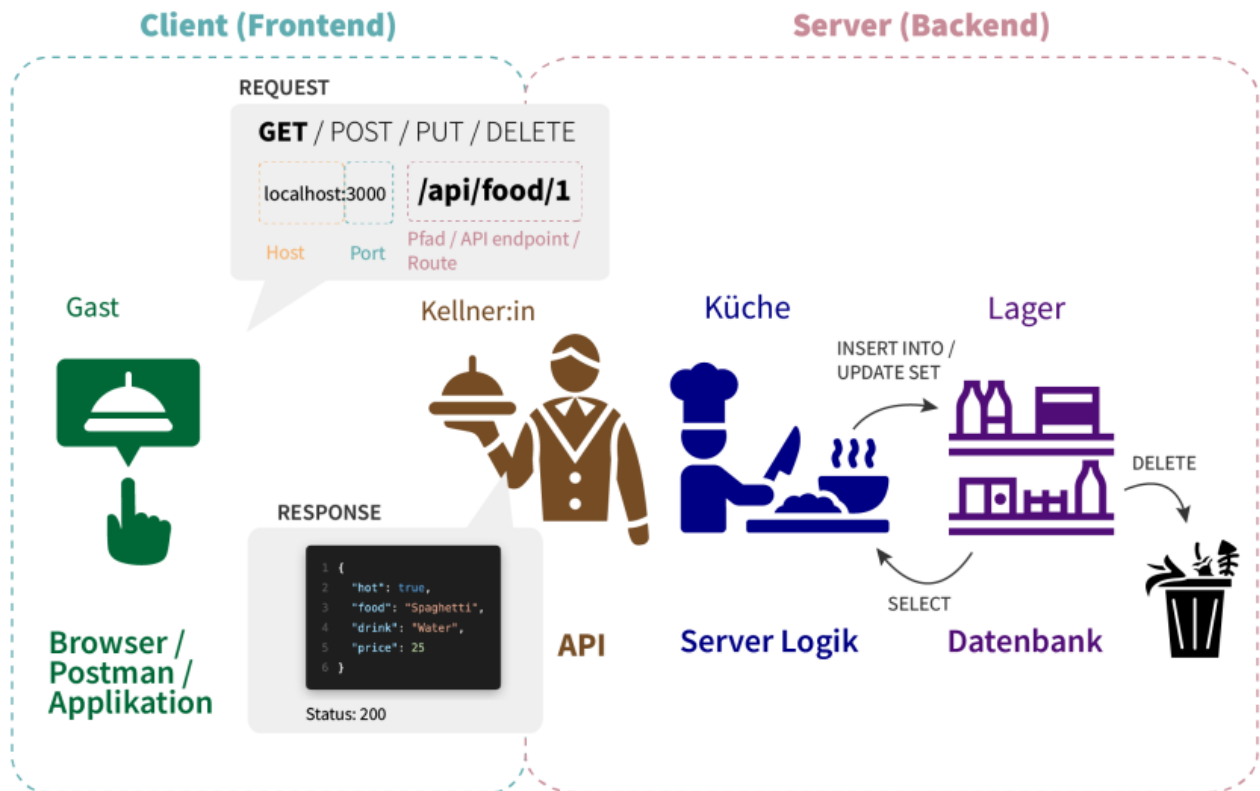 Client (Frontend)
Server (Backend)
REQUEST
GET / POST / PUT / DELETE
localhost:3000
/api/food/1
Host
Port
Pfad / API endpoint /
Route
Gast
Kellner:in
Küche
Lager
INSERT INTO /
UPDATE SET
DELETE
SELECT
RESPONSE
1 {
2 "hot": true,
3 "food": "Spaghetti",
4 "drink": "Water",
5 "price": 25
6 }
Status: 200
Browser /
Postman /
Applikation
API
Server Logik
Datenbank